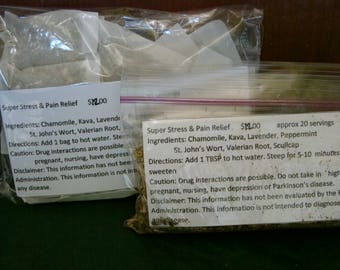 Super Stress & Pain Relief $12.00
Ingredients: Chamomile, Kava, Lavender,
St. John's Wort, Valerian Root,
Directions: Add 1 bag to hot water. Steep
Caution: Drug interactions are possible.
pregnant, nursing, have depression
Disclaimer: This information has not
Administration. This information is not i
any disease.
Super Stress & Pain Relief $12.00 approx 20 servings
Ingredients: Chamomile, Kava, Lavender, Peppermint
St. John's Wort, Valerian Root, Scullcap
Directions: Add 1 TBSP to hot water. Steep for 5-10 minutes
sweeten
Caution: Drug interactions are possible. Do not take in high
pregnant, nursing, have depression or Parkinson's disease.
Disclaimer: This information has not been evaluated by the F
Administration. This information is not intended to diagnose
any disease.